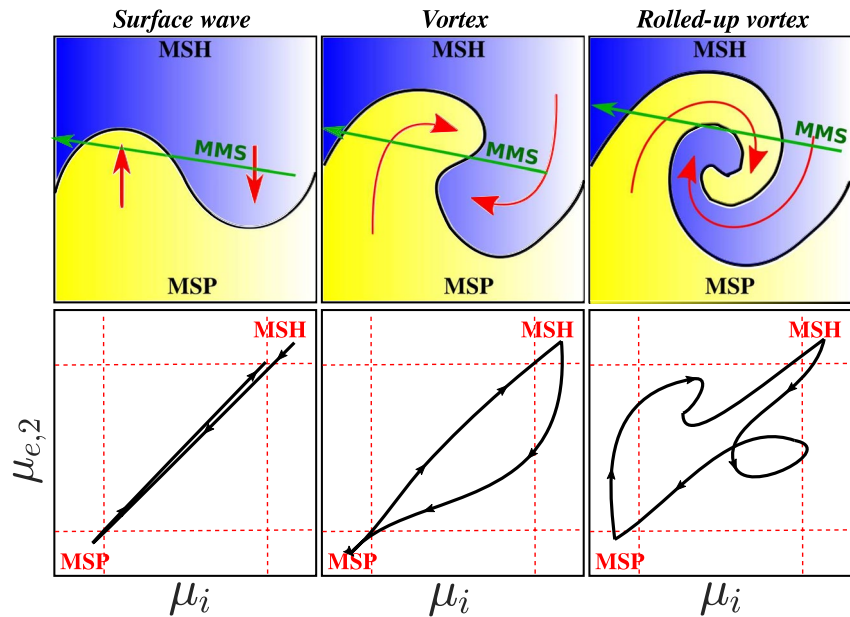 Surface wave
Vortex
Rolled-up vortex
MSH
MSH
MSH
MMS
MMS
MMS
MSP
MSP
MSP
MSH
MSH
MSH
μe,2
MSP
MSP
MSP
μi
μi
μi